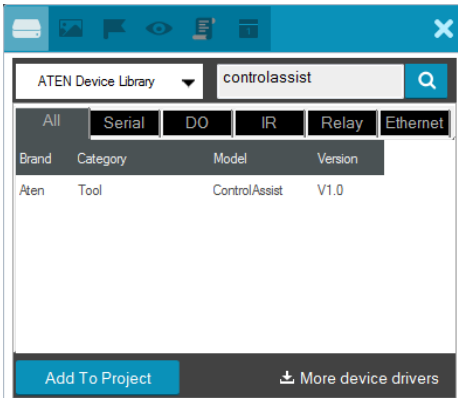 1
ATEN Device Library controlassist
All Serial DO IR Relay Ethernet
Brand Category Model Version
Aten Tool ControlAssist V1.0
Add To Project More device drivers